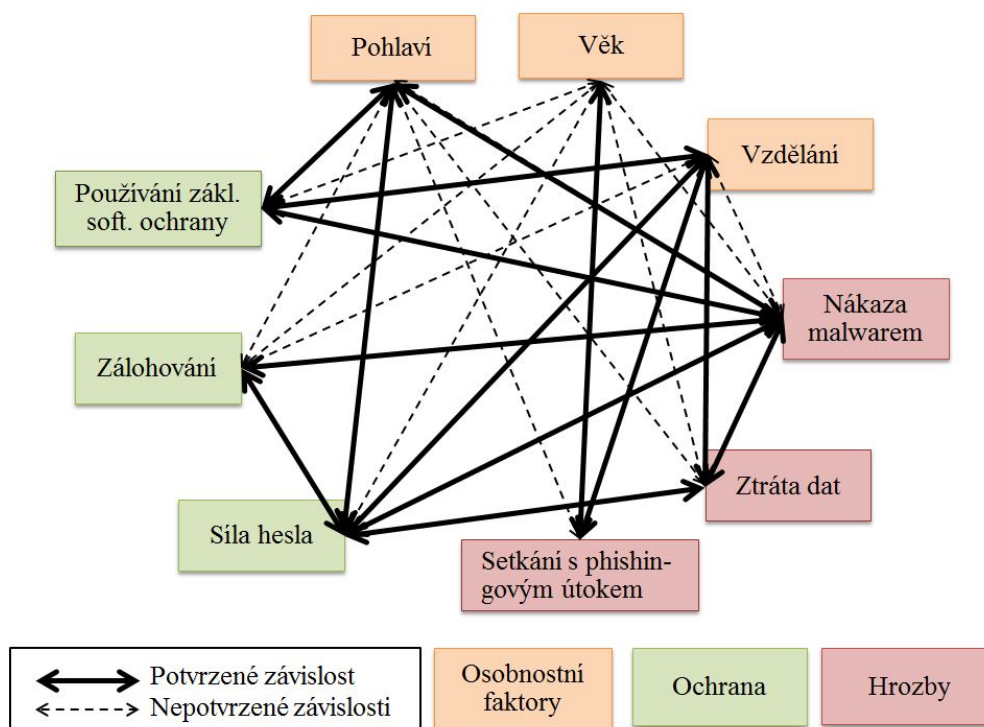 Pohlaví
Věk
Vzdělání
Používání zákl.
soft. ochrany
Nákaza
malwarem
Zálohování
Ztráta dat
Síla hesla
Setkání s phishin-
govým útokem
Potvrzené závislost
Nepotvrzené závislosti
Osobnostní
faktory
Ochrana
Hrozby